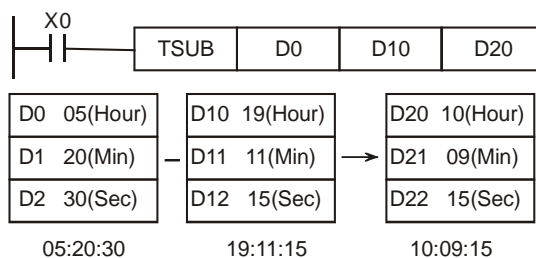 X0
TSUB D0 D10 D20
D0 05(Hour) D10 19(Hour) D20 10(Hour)
D1 20(Min) – D11 11(Min) → D21 09(Min)
D2 30(Sec) D12 15(Sec) D22 15(Sec)
05:20:30 19:11:15 10:09:15